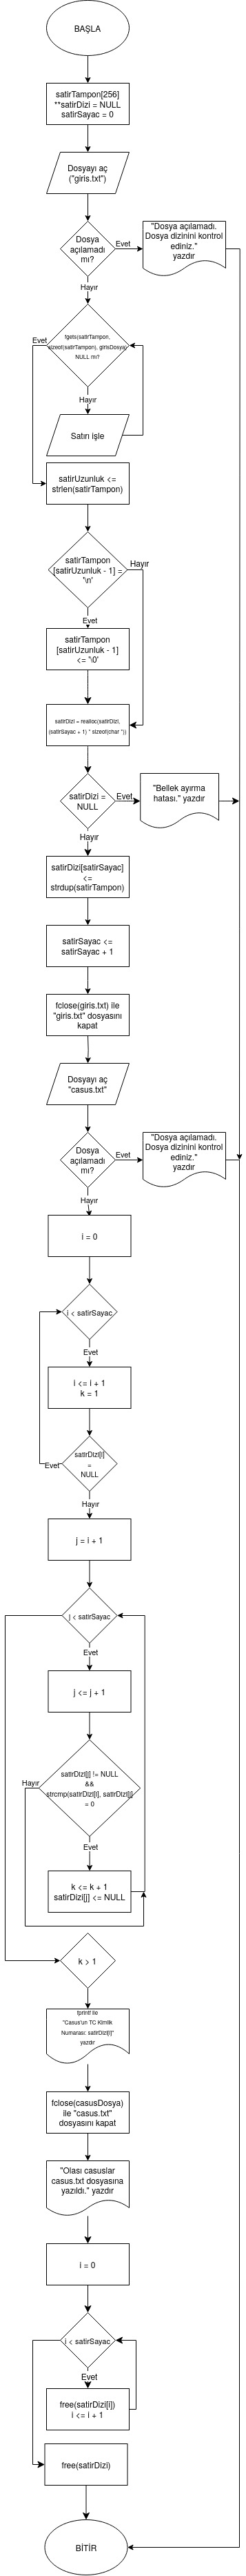 BAŞLA
satirTampon[256]
**satirDizi = NULL
satirSayac = 0
Dosyayı aç
("giris.txt")
Dosya
açılamadı
mı?
Evet
"Dosya açılamadı.
Dosya dizinini kontrol
ediniz."
yazdır
Hayır
fgets(satirTampon,
sizeof(satirTampon), girisDosya)
NULL mı?
Evet
Hayır
Satırı işle
satirUzunluk <=
strlen(satirTampon)
satirTampon
[satirUzunluk - 1] =
'\n'
Hayır
Evet
satirTampon
[satirUzunluk - 1]
<= '\0'
satirDizi = realloc(satirDizi,
(satirSayac + 1) * sizeof(char *))
satirDizi =
NULL
Evet
"Bellek ayırma
hatası." yazdır
Hayır
satirDizi[satirSayac]
<=
strdup(satirTampon)
satirSayac <=
satirSayac + 1
fclose(giris.txt) ile
"giris.txt" dosyasını
kapat
Dosyayı aç
"casus.txt"
Dosya
açılamadı
mı?
Evet
"Dosya açılamadı.
Dosya dizinini kontrol
ediniz."
yazdır
Hayır
i = 0
i < satirSayac
Evet
i <= i + 1
k = 1
satirDizi[i]
=
NULL
Evet
Hayır
j = i + 1
j < satirSayac
Evet
j <= j + 1
satirDizi[j] != NULL
&&
strcmp(satirDizi[i], satirDizi[j]
= 0
Hayır
Evet
k <= k + 1
satirDizi[j] <= NULL
k > 1
fprintf ile
"Casus'un TC Kimlik
Numarası: satirDizi[i]"
yazdır
fclose(casusDosya)
ile "casus.txt"
dosyasını kapat
"Olası casuslar
casus.txt dosyasına
yazıldı." yazdır
i = 0
i < satirSayac
Evet
free(satirDizi[i])
i <= i + 1
free(satirDizi)
BİTİR